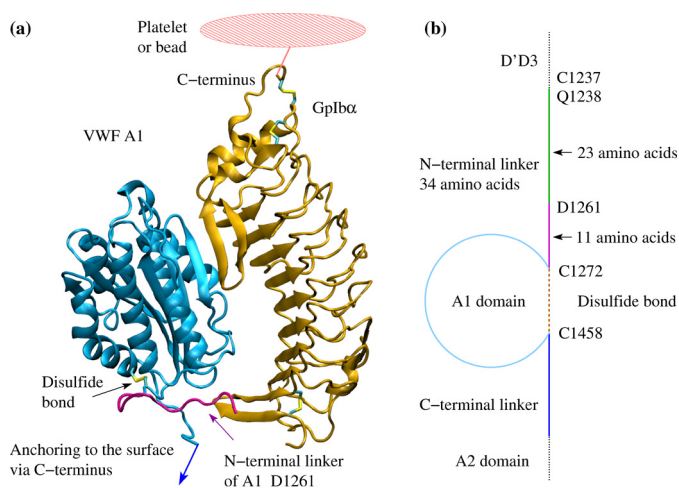 (a)
Platelet
or bead
C−terminus
GpIbα
VWF A1
Disulfide
bond
Anchoring to the surface
via C−terminus
N−terminal linker
of A1 D1261
(b)
D'D3
C1237
Q1238
N−terminal linker
34 amino acids
23 amino acids
D1261
11 amino acids
C1272
A1 domain
Disulfide bond
C1458
C−terminal linker
A2 domain